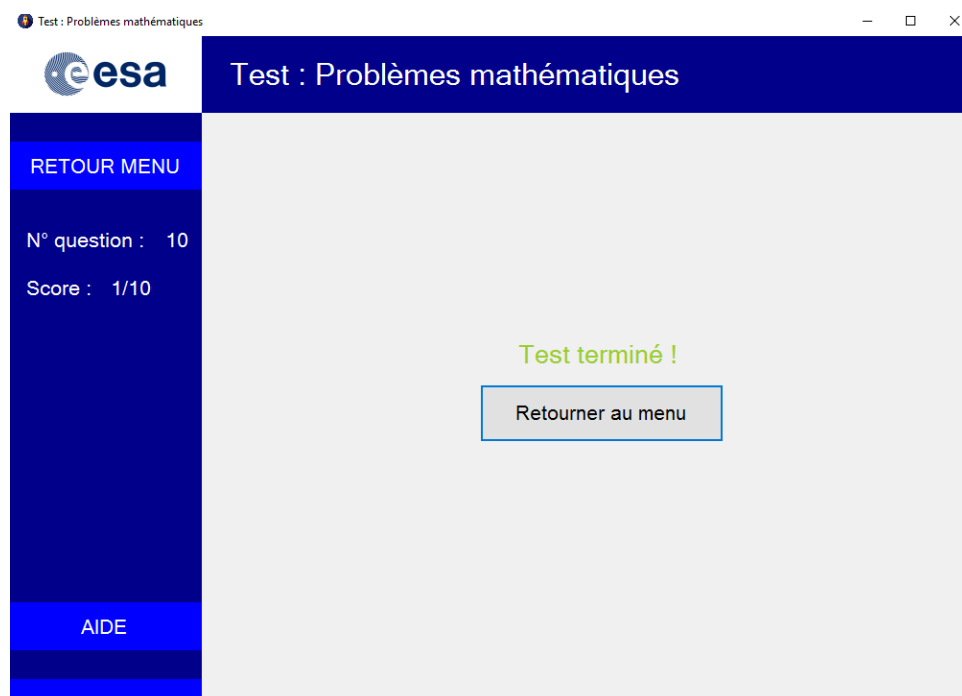 Test : Problèmes mathématiques
esa
Test : Problèmes mathématiques
RETOUR MENU
N° question : 10
Score : 1/10
Test terminé !
Retourner au menu
AIDE